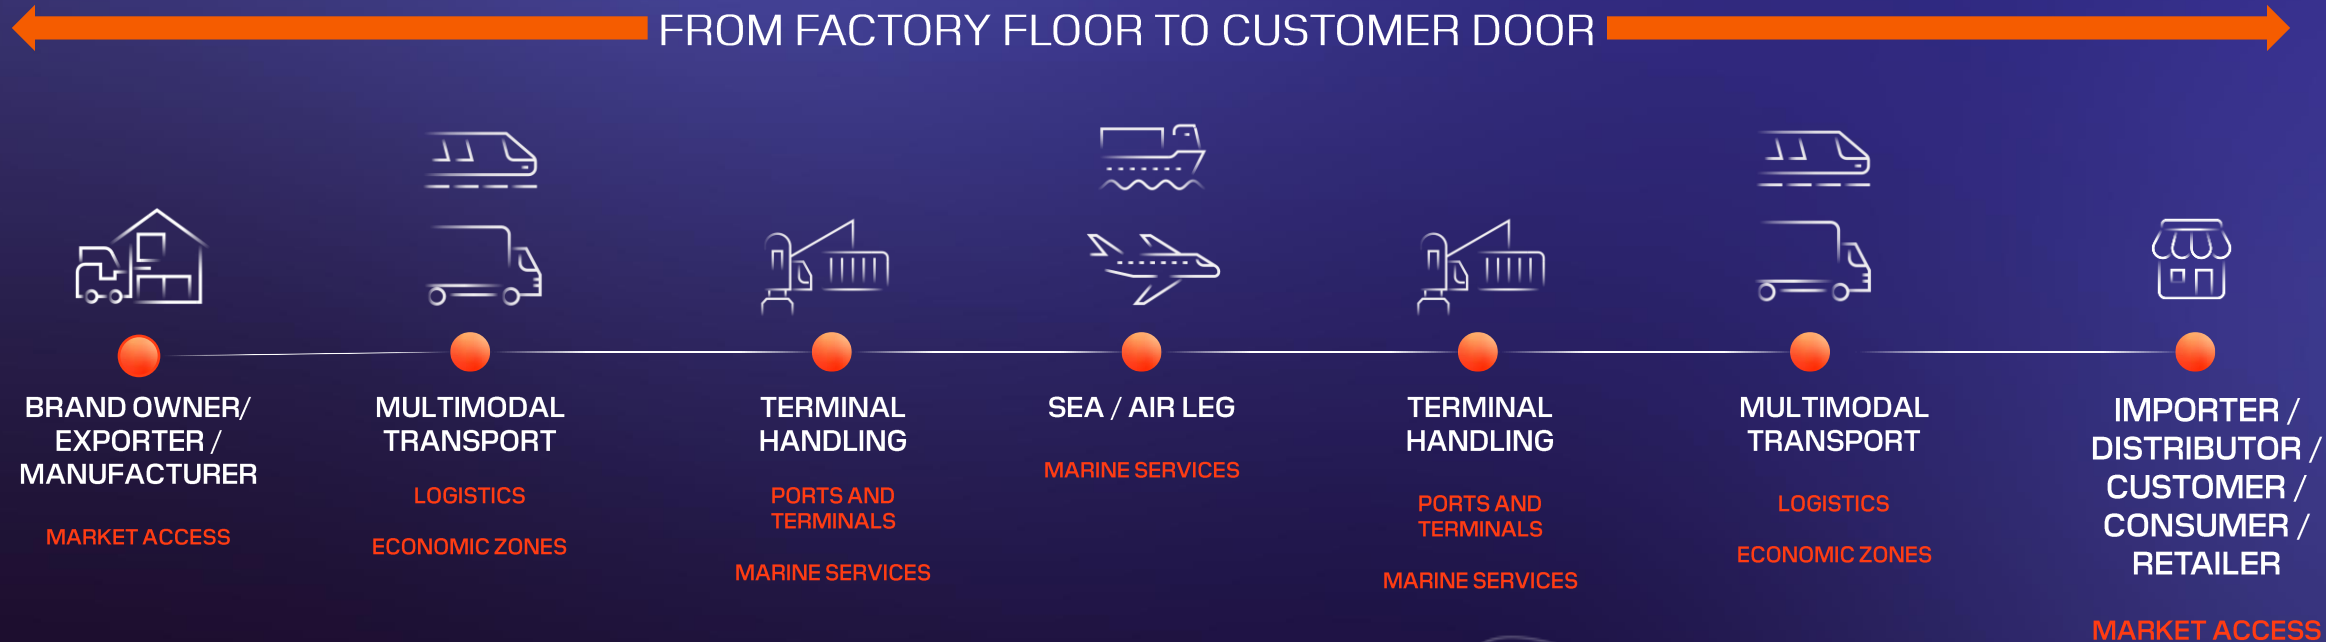 FROM FACTORY FLOOR TO CUSTOMER DOOR
BRAND OWNER/
EXPORTER /
MANUFACTURER
MARKET ACCESS
MULTIMODAL
TRANSPORT
LOGISTICS
ECONOMIC ZONES
TERMINAL
HANDLING
PORTS AND
TERMINALS
MARINE SERVICES
SEA / AIR LEG
MARINE SERVICES
TERMINAL
HANDLING
PORTS AND
TERMINALS
MARINE SERVICES
MULTIMODAL
TRANSPORT
LOGISTICS
ECONOMIC ZONES
IMPORTER /
DISTRIBUTOR /
CUSTOMER /
CONSUMER /
RETAILER
MARKET ACCESS